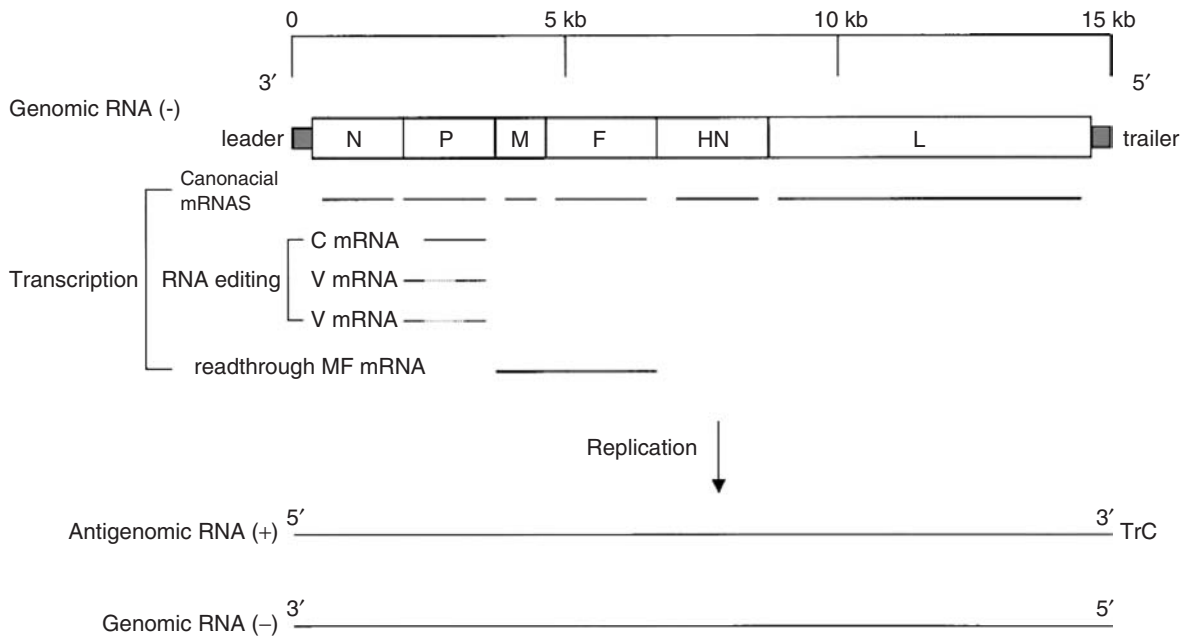 0 5 kb 10 kb 15 kb
3′ 5′
Genomic RNA (-)
leader N P M F HN L trailer
Canonacial
mRNAS
C mRNA
Transcription RNA editing V mRNA
V mRNA
readthrough MF mRNA
Replication
5′ 3′
Antigenomic RNA (+) TrC
3′ 5′
Genomic RNA (−)